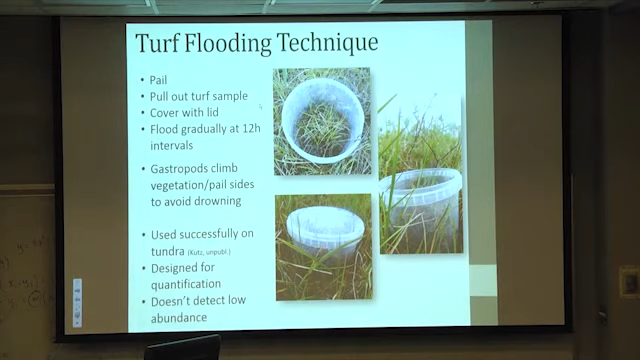 Turf Flooding Technique
• Pail
• Pull out turf sample
• Cover with lid
• Flood gradually at 12h
intervals
• Gastropods climb
vegetation/pail sides
to avoid drowning
• Used successfully on
tundra (Kutz, unpubl.)
• Designed for
quantification
• Doesn't detect low
abundance